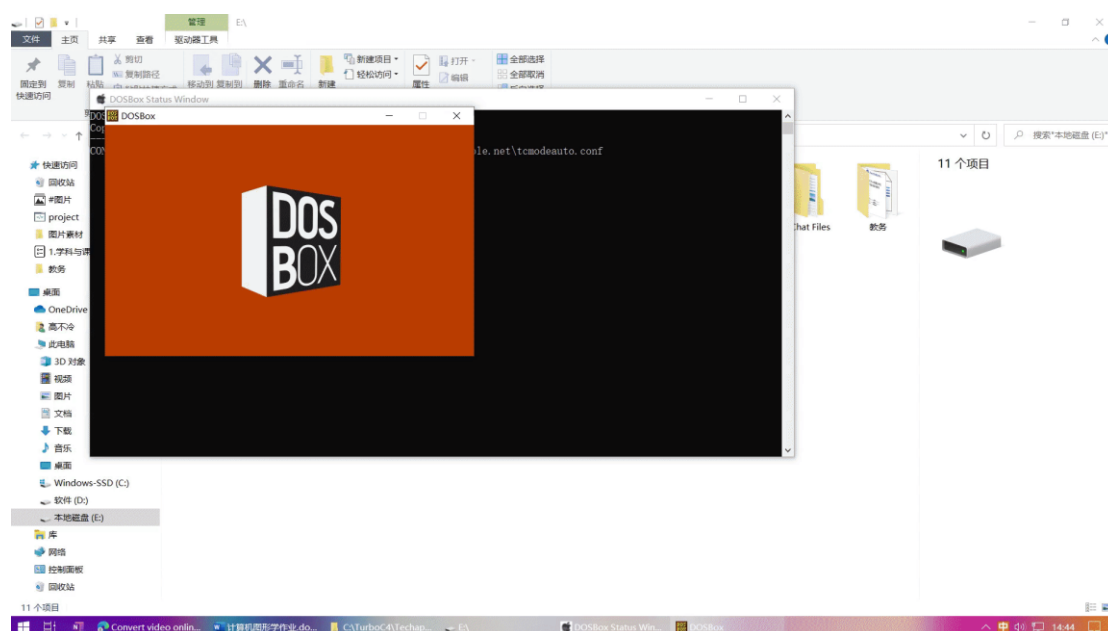 管理
E:\
文件
主页
共享
查看
驱动器工具
剪切
复制路径
固定到
快速访问
复制
粘贴
移动到
复制到
删除
重命名
新建
新建项目
轻松访问
属性
打开
编辑
全部选择
全部取消
DOSBox Status Window
DOSBox
le.net\tcmodeauto.conf
DOS
BOX
搜索"本地磁盘 (E:)"
快速访问
回收站
#图片
project
图片素材
1.学科与课
教务
桌面
OneDrive
高不冷
此电脑
3D 对象
视频
图片
文档
下载
音乐
桌面
Windows-SSD (C:)
软件 (D:)
本地磁盘 (E:)
库
网络
控制面板
回收站
Chat Files
教务
11 个项目
11 个项目
Convert video onlin...
计算机图形学作业.do...
C:\TurboC4\Techap...
E:\
DOSBox Status Win...
DOSBox
中
14:44